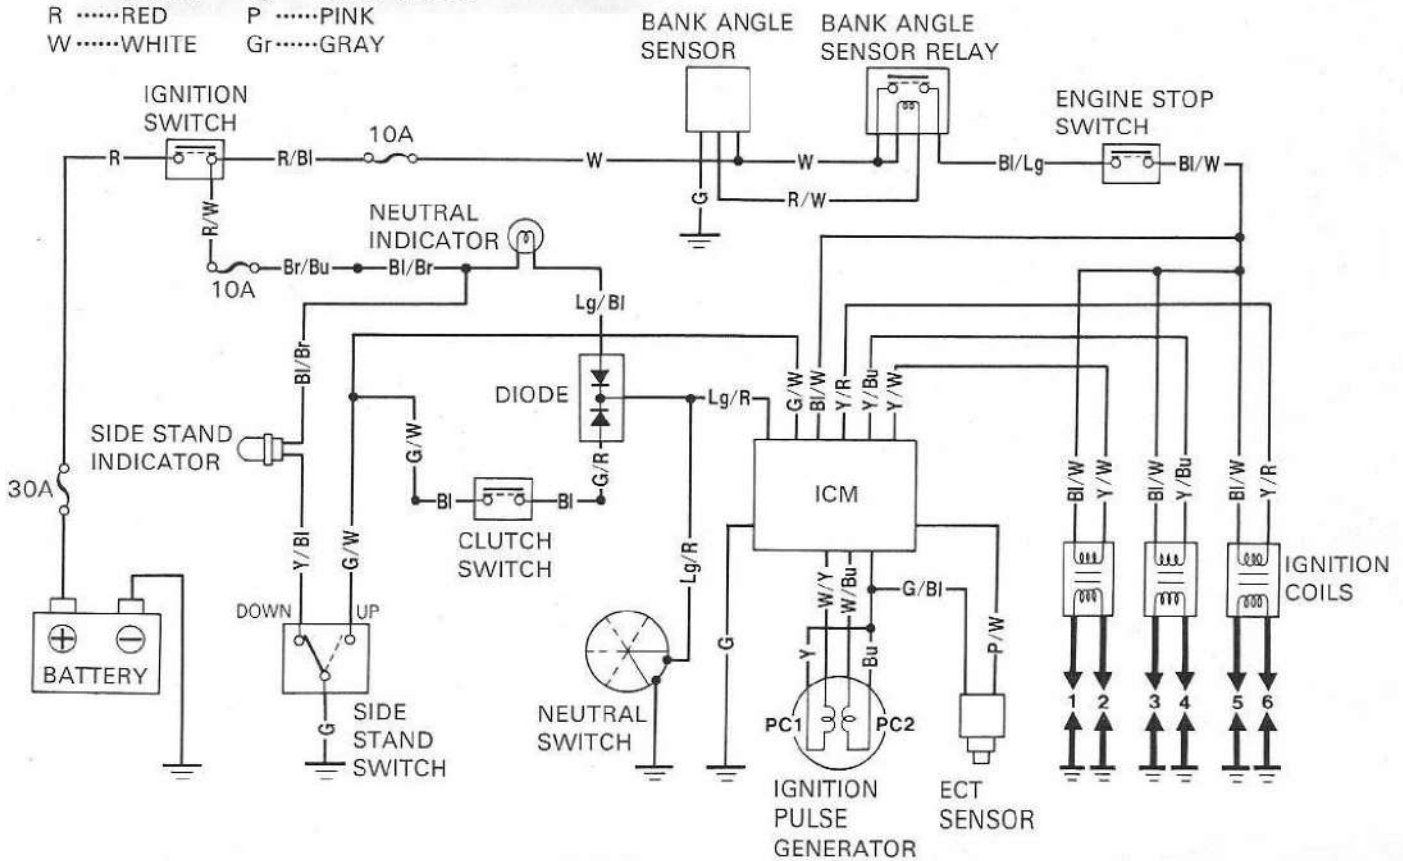 R ······RED P ······PINK
W ······WHITE Gr ······GRAY
BANK ANGLE
SENSOR
BANK ANGLE
SENSOR RELAY
IGNITION
SWITCH
10A
ENGINE STOP
SWITCH
R
R/Bl
W
W
Bl/Lg
Bl/W
G
R/W
R/W
NEUTRAL
INDICATOR
10A
Br/Bu
Bl/Br
Lg/Bl
Bl/Br
DIODE
Lg/R
G/W
Bl/W
Y/R
Y/Bu
Y/W
SIDE STAND
INDICATOR
G/W
G/R
30A
Bl
Bl
CLUTCH
SWITCH
ICM
Bl/W
Y/W
Bl/W
Y/Bu
Bl/W
Y/R
Y/Bl
G/W
Lg/R
IGNITION
COILS
W/Y
W/Bu
G/Bl
P/W
G
Y
Bu
DOWN
UP
+
−
BATTERY
G
SIDE
STAND
SWITCH
NEUTRAL
SWITCH
PC1
PC2
1 2 3 4 5 6
IGNITION
PULSE
GENERATOR
ECT
SENSOR